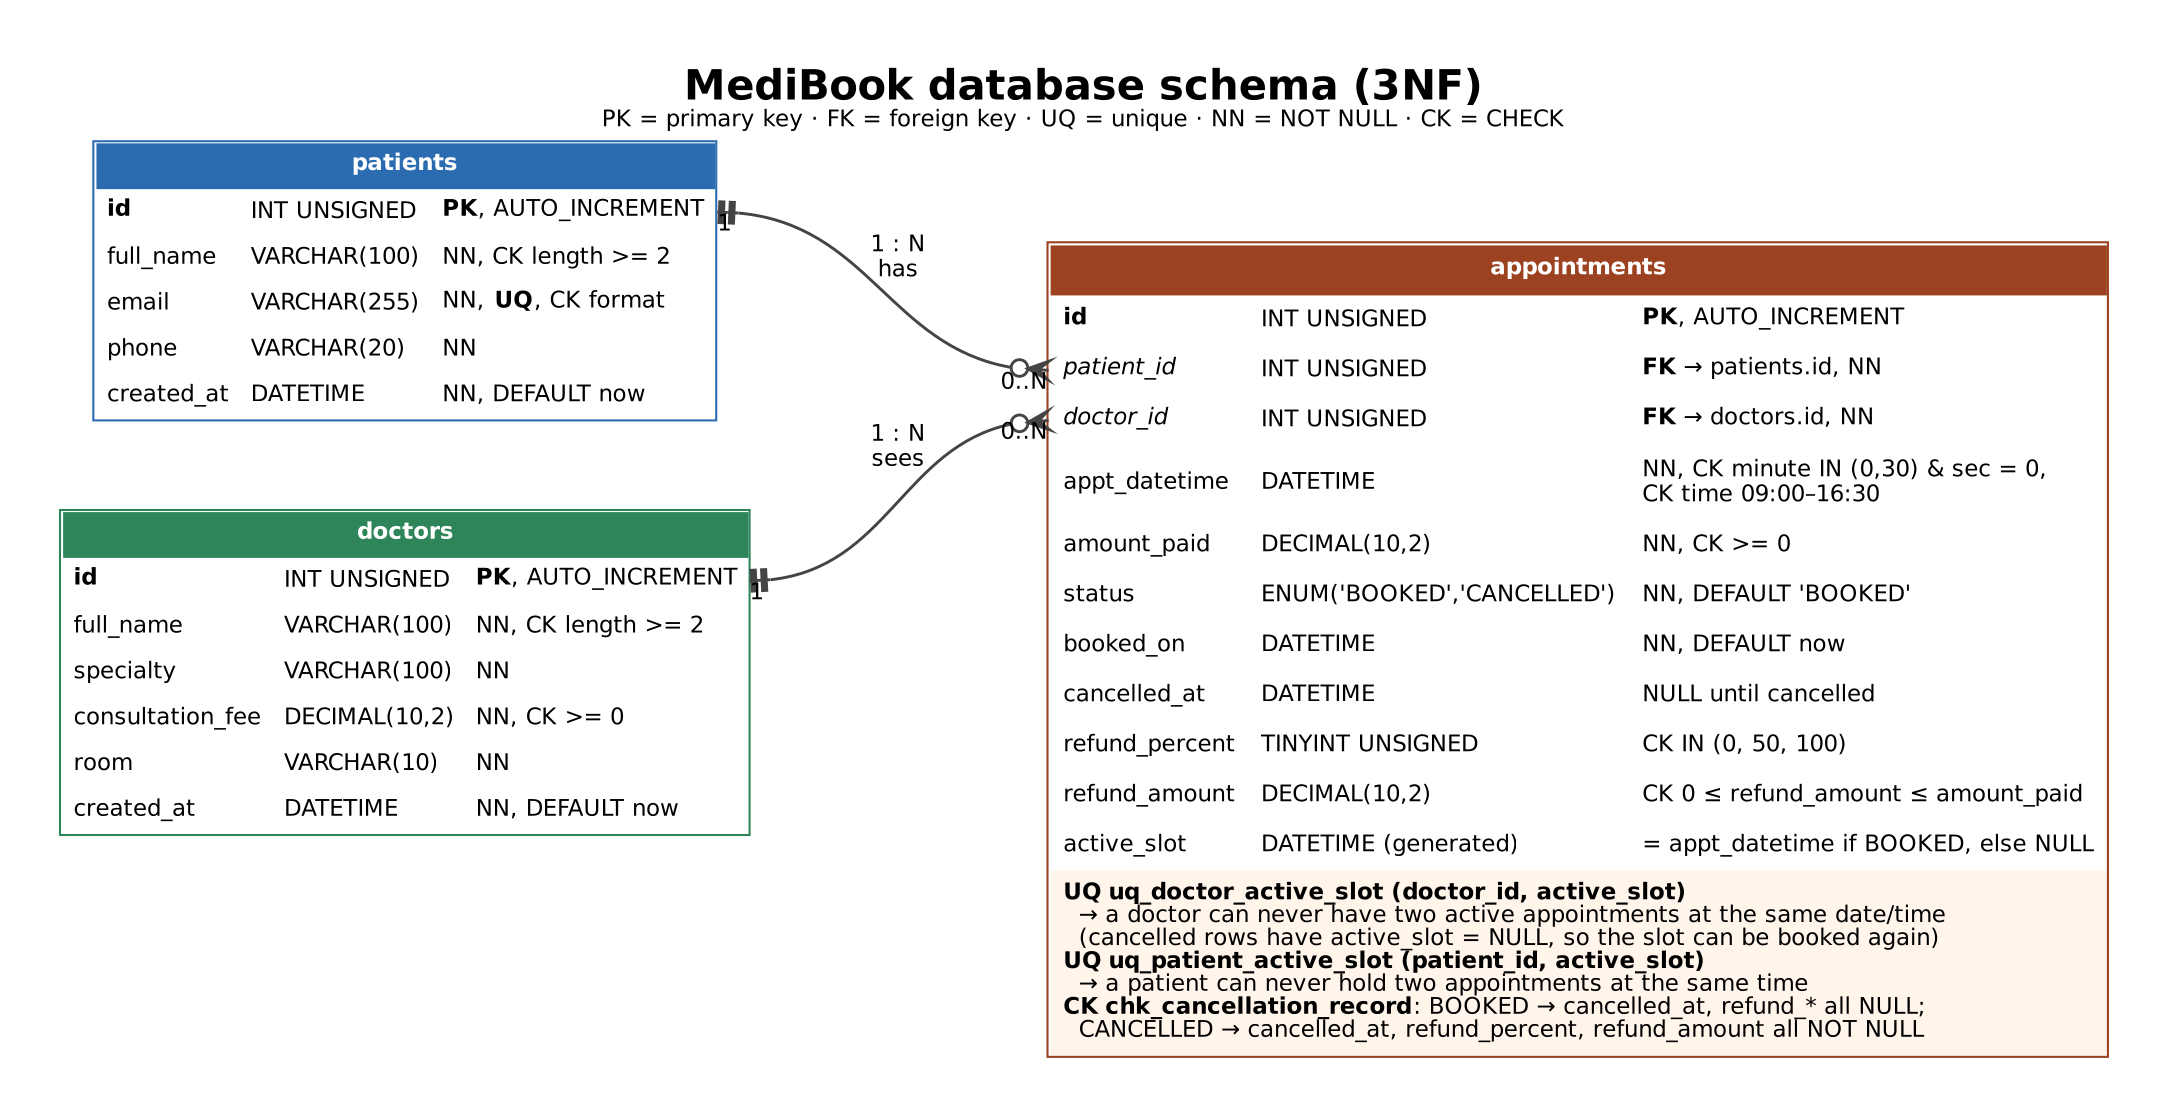 MediBook database schema (3NF)
PK = primary key · FK = foreign key · UQ = unique · NN = NOT NULL · CK = CHECK
patients
id INT UNSIGNED PK, AUTO_INCREMENT
full_name VARCHAR(100) NN, CK length >= 2
email VARCHAR(255) NN, UQ, CK format
phone VARCHAR(20) NN
created_at DATETIME NN, DEFAULT now
1
1 : N
has
0..N
doctors
id INT UNSIGNED PK, AUTO_INCREMENT
full_name VARCHAR(100) NN, CK length >= 2
specialty VARCHAR(100) NN
consultation_fee DECIMAL(10,2) NN, CK >= 0
room VARCHAR(10) NN
created_at DATETIME NN, DEFAULT now
1
1 : N
sees
0..N
appointments
id INT UNSIGNED PK, AUTO_INCREMENT
patient_id INT UNSIGNED FK → patients.id, NN
doctor_id INT UNSIGNED FK → doctors.id, NN
appt_datetime DATETIME NN, CK minute IN (0,30) & sec = 0,
CK time 09:00–16:30
amount_paid DECIMAL(10,2) NN, CK >= 0
status ENUM('BOOKED','CANCELLED') NN, DEFAULT 'BOOKED'
booked_on DATETIME NN, DEFAULT now
cancelled_at DATETIME NULL until cancelled
refund_percent TINYINT UNSIGNED CK IN (0, 50, 100)
refund_amount DECIMAL(10,2) CK 0 ≤ refund_amount ≤ amount_paid
active_slot DATETIME (generated) = appt_datetime if BOOKED, else NULL
UQ uq_doctor_active_slot (doctor_id, active_slot)
→ a doctor can never have two active appointments at the same date/time
(cancelled rows have active_slot = NULL, so the slot can be booked again)
UQ uq_patient_active_slot (patient_id, active_slot)
→ a patient can never hold two appointments at the same time
CK chk_cancellation_record: BOOKED → cancelled_at, refund_* all NULL;
CANCELLED → cancelled_at, refund_percent, refund_amount all NOT NULL